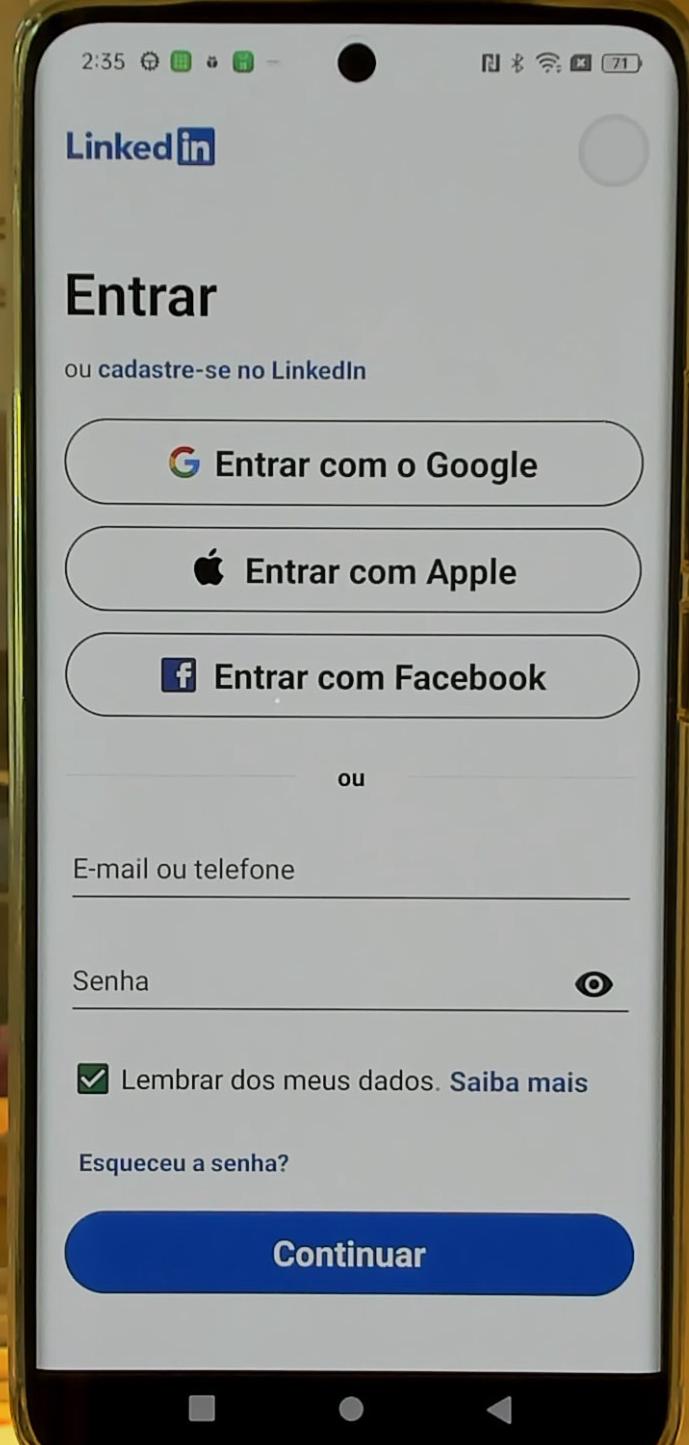 2:35
71
Linkedin
Entrar
ou cadastre-se no LinkedIn
Entrar com o Google
Entrar com Apple
Entrar com Facebook
ou
E-mail ou telefone
Senha
Lembrar dos meus dados. Saiba mais
Esqueceu a senha?
Continuar